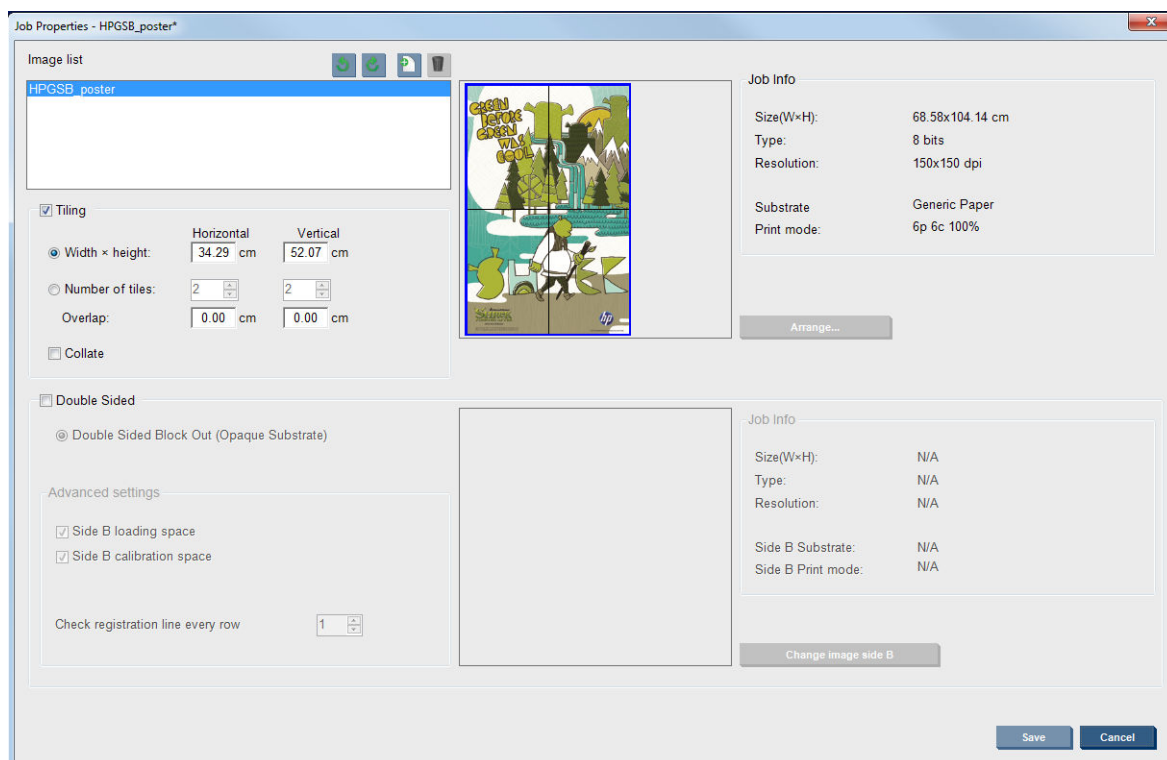 Job Properties - HPGSB_poster*
Image list
HPGSB_poster
Tiling
Horizontal Vertical
Width × height: 34.29 cm 52.07 cm
Number of tiles: 2 2
Overlap: 0.00 cm 0.00 cm
Collate
GREEN
BEFORE
GREEN
WAS
COOL
SHREK
hp
Job Info
Size(W×H): 68.58x104.14 cm
Type: 8 bits
Resolution: 150x150 dpi
Substrate Generic Paper
Print mode: 6p 6c 100%
Arrange...
Double Sided
Double Sided Block Out (Opaque Substrate)
Advanced settings
Side B loading space
Side B calibration space
Check registration line every row 1
Job Info
Size(W×H): N/A
Type: N/A
Resolution: N/A
Side B Substrate: N/A
Side B Print mode: N/A
Change image side B
Save Cancel